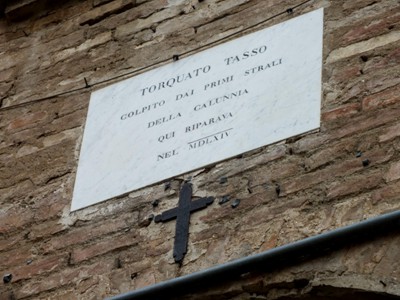 TORQUATO TASSO
COLPITO DAI PRIMI STRALI
DELLA CALUNNIA
QUI RIPARAVA
NEL MDLXIV